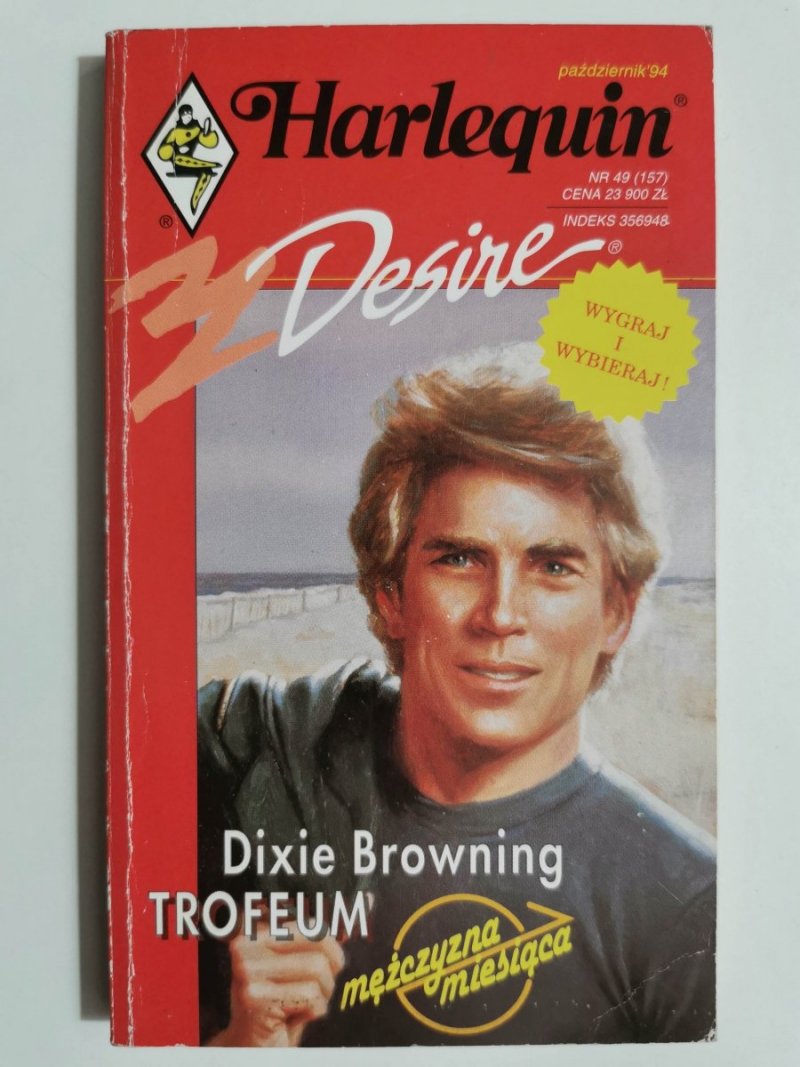 październik'94
Harlequin®
NR 49 (157)
CENA 23 900 ZŁ
INDEKS 356948
®
Desire®
WYGRAJ
I
WYBIERAJ!
Dixie Browning
TROFEUM
mężczyzna
miesiąca